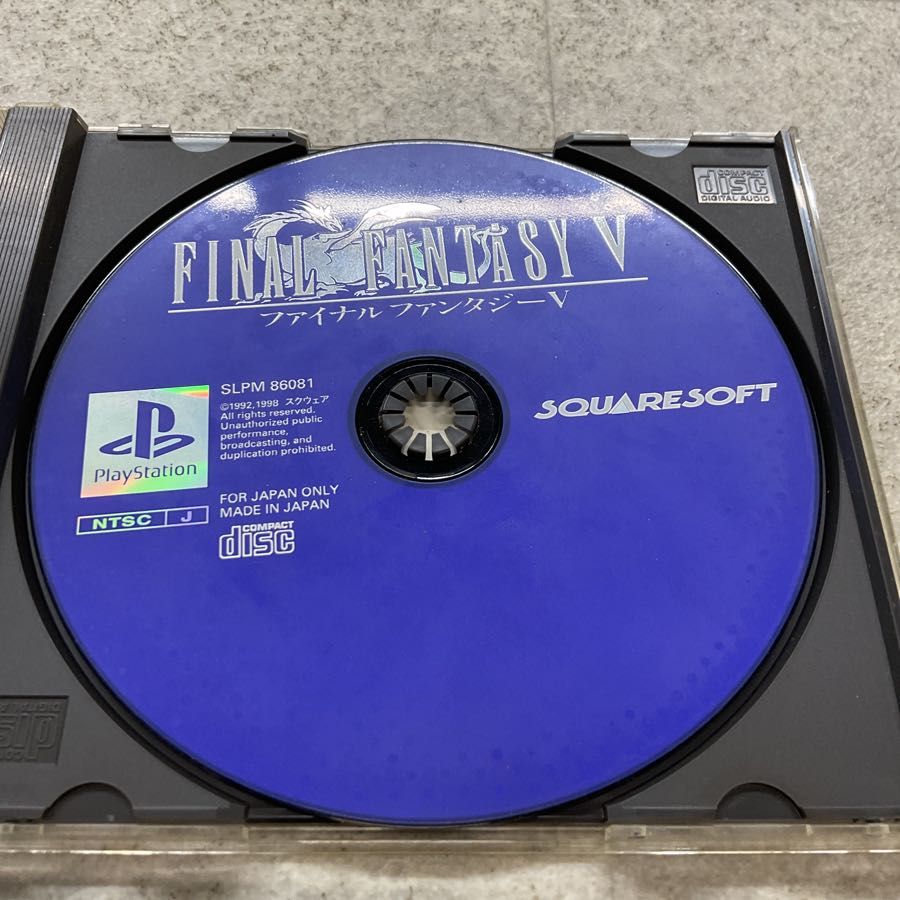 COMPACT
disc
DIGITAL AUDIO
FINAL FANTASY V
ファイナルファンタジーV
SLPM 86081
©1992,1998 スクウェア
All rights reserved.
Unauthorized public
performance,
broadcasting, and
duplication prohibited.
SQUARESOFT
PlayStation
FOR JAPAN ONLY
MADE IN JAPAN
NTSC J
COMPACT
disc
disc